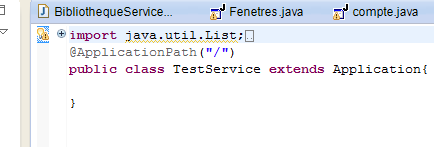 BibliothequeService... Fenetres.java compte.java
import java.util.List;
@ApplicationPath("/")
public class TestService extends Application{
}